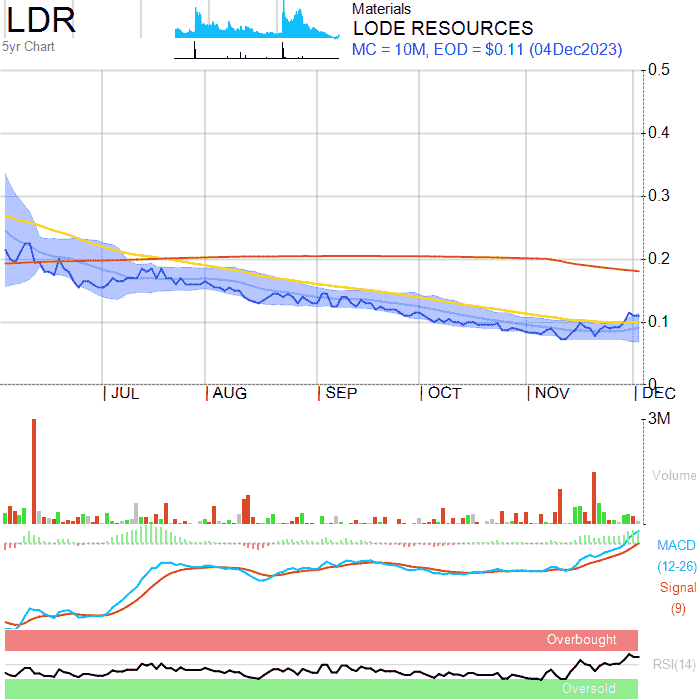 LDR
5yr Chart
Materials
LODE RESOURCES
MC = 10M, EOD = $0.11 (04Dec2023)
0.5
0.4
0.3
0.2
0.1
0
JUL AUG SEP OCT NOV DEC
3M
Volume
MACD
(12-26)
Signal
(9)
Overbought
RSI(14)
Oversold